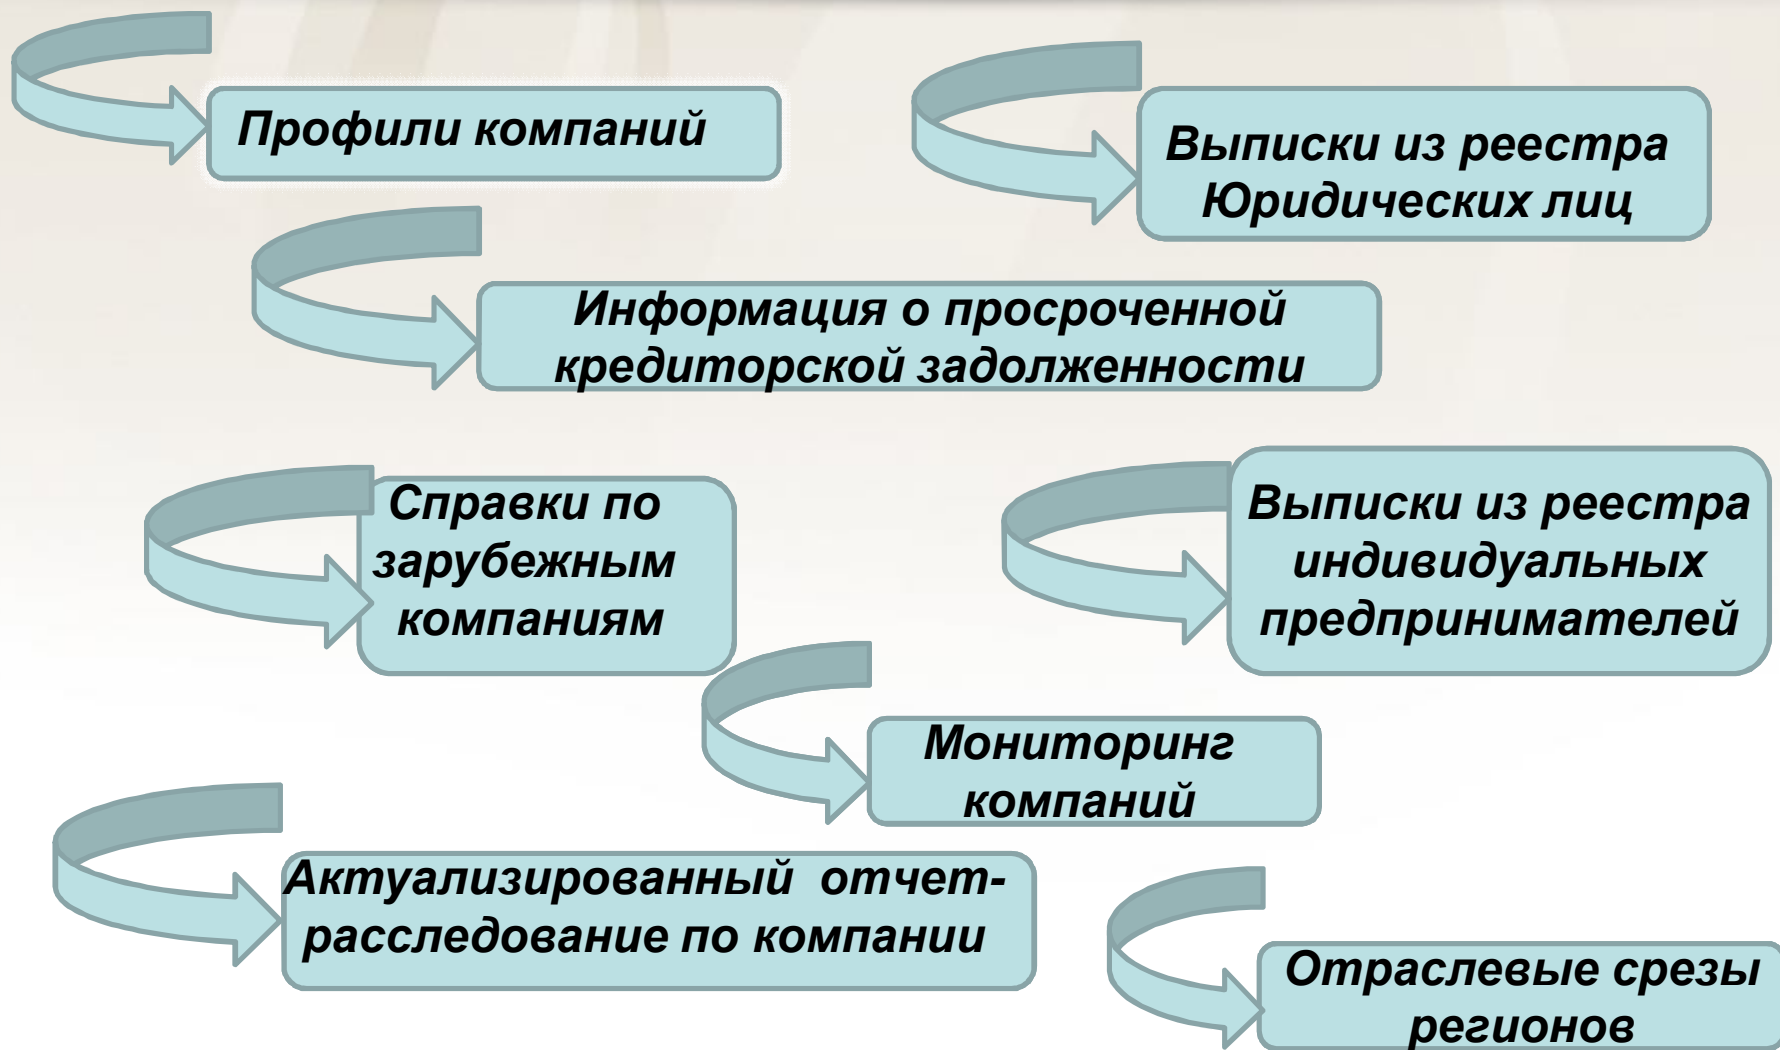 Профили компаний
Выписки из реестра
Юридических лиц
Информация о просроченной
кредиторской задолженности
Справки по
зарубежным
компаниям
Выписки из реестра
индивидуальных
предпринимателей
Мониторинг
компаний
Актуализированный отчет-
расследование по компании
Отраслевые срезы
регионов